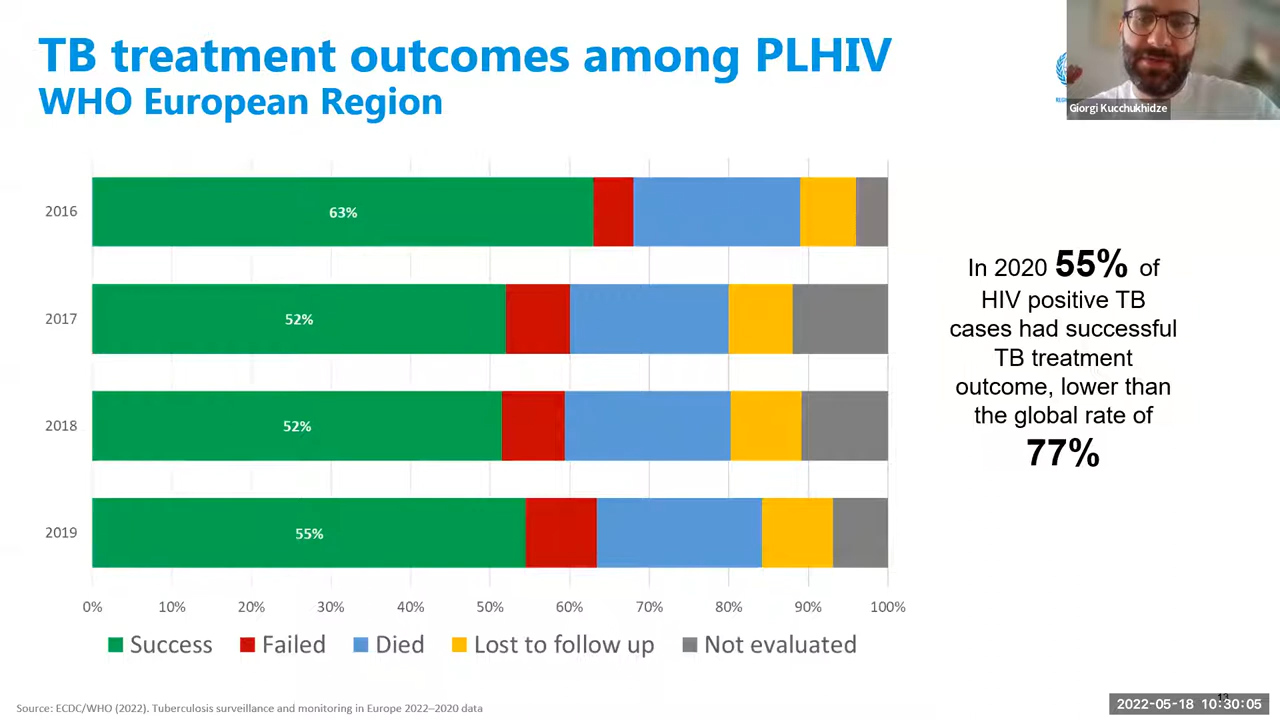 TB treatment outcomes among PLHIV
WHO European Region
Giorgi Kucchukhidze
2016
63%
2017
52%
2018
52%
2019
55%
0% 10% 20% 30% 40% 50% 60% 70% 80% 90% 100%
Success Failed Died Lost to follow up Not evaluated
In 2020 55% of
HIV positive TB
cases had successful
TB treatment
outcome, lower than
the global rate of
77%
Source: ECDC/WHO (2022). Tuberculosis surveillance and monitoring in Europe 2022–2020 data
2022-05-18 10:30:05